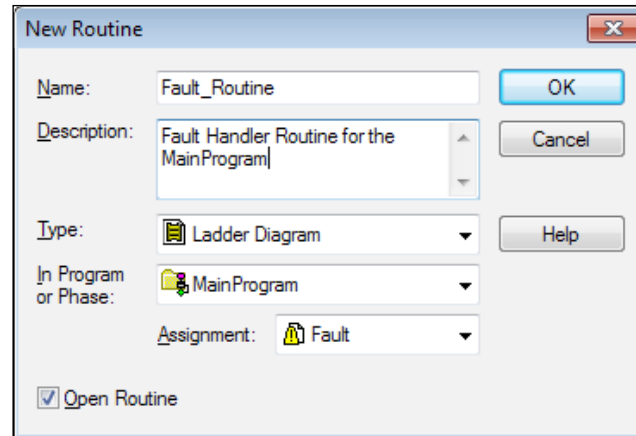 New Routine
Name:
Fault_Routine
OK
Description:
Fault Handler Routine for the
MainProgram
Cancel
Type:
Ladder Diagram
Help
In Program
or Phase:
MainProgram
Assignment:
Fault
Open Routine